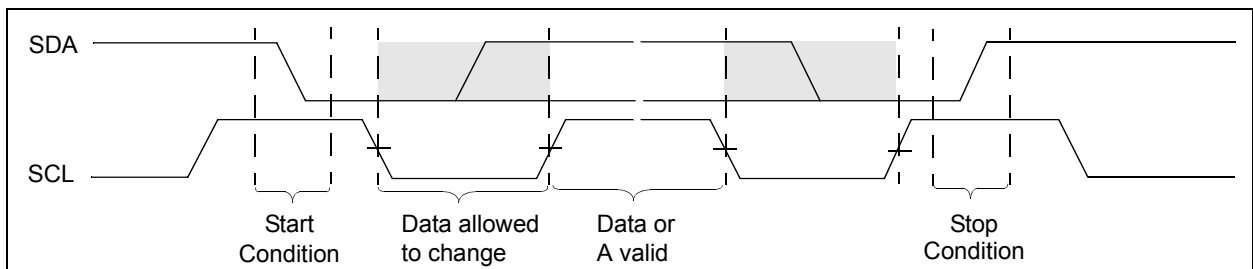 SDA
SCL
Start
Condition
Data allowed
to change
Data or
A valid
Stop
Condition